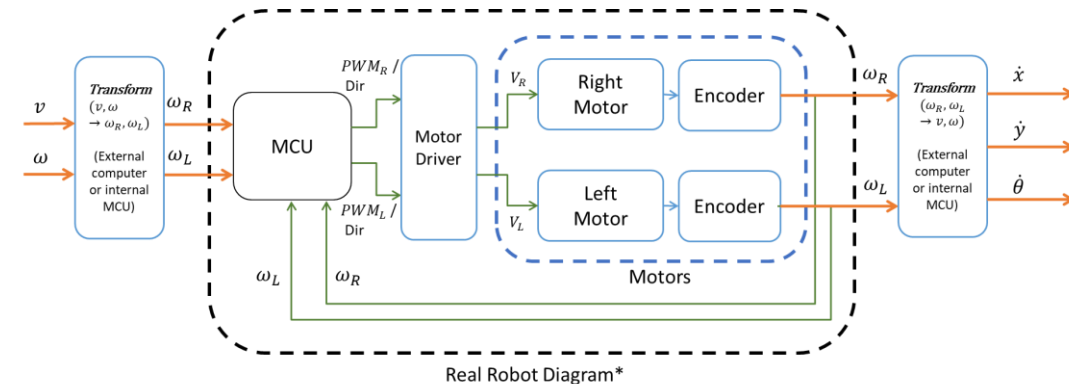 v
ω
Transform
(v, ω
→ ω_R, ω_L)
(External
computer
or internal
MCU)
ω_R
ω_L
MCU
PWM_R /
Dir
PWM_L /
Dir
Motor
Driver
V_R
V_L
Right
Motor
Encoder
Left
Motor
Encoder
Motors
ω_L
ω_R
ω_R
ω_L
Transform
(ω_R, ω_L
→ v, ω)
(External
computer
or internal
MCU)
ẋ
ẏ
θ̇
Real Robot Diagram*